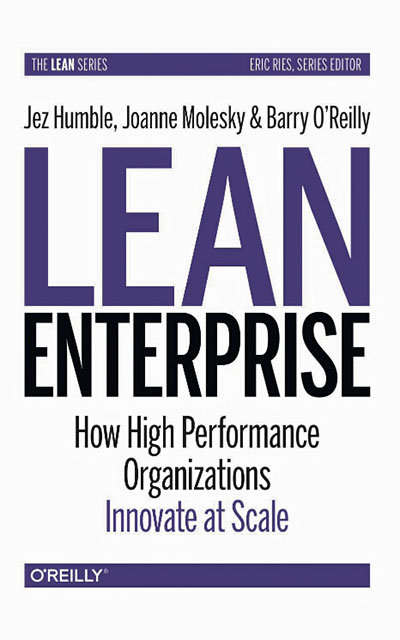 THE LEAN SERIES
ERIC RIES, SERIES EDITOR
Jez Humble, Joanne Molesky & Barry O'Reilly
LEAN
ENTERPRISE
How High Performance
Organizations
Innovate at Scale
O'REILLY®